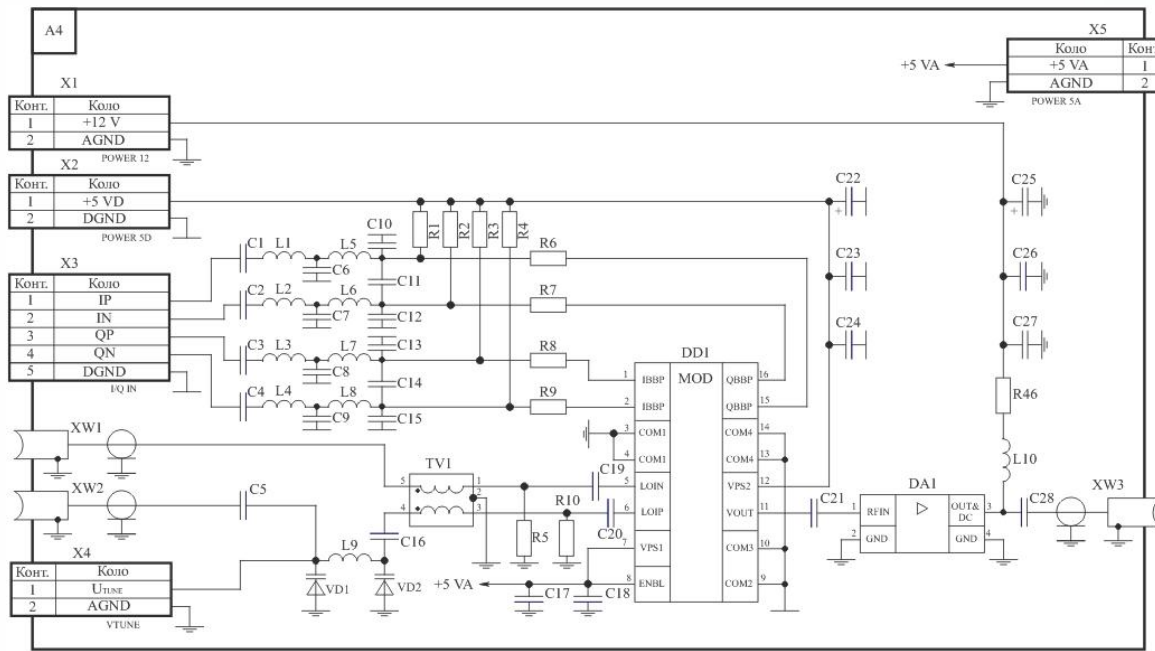 A4
X5
Коло Конт
+5 VA
+5 VA 1
AGND 2
POWER 5A
X1
Конт. Коло
1 +12 V
2 AGND
POWER 12
X2
Конт. Коло
1 +5 VD
2 DGND
POWER 5D
X3
Конт. Коло
1 IP
2 IN
3 QP
4 QN
5 DGND
I/Q IN
C22
+
C25
+
C10
R1
R2
R3
R4
C1 L1 L5
C6
R6
C23
C26
C11
C2 L2 L6
C7
R7
C12
C24
C27
C13
C3 L3 L7
C8
R8
C14
C4 L4 L8
C9
R9
C15
DD1
MOD
1 IBBP QBBP 16
2 IBBP QBBP 15
3 COM1 COM4 14
4 COM1 COM4 13
5 LOIN VPS2 12
6 LOIP VOUT 11
7 VPS1 COM3 10
8 ENBL COM2 9
R46
L10
XW1
XW2
C5
TV1
5 1
2
4 3
C19
R10
C20
R5
C16
L9
VD1
VD2
+5 VA
C17
C18
C21
DA1
1 RFIN OUT& DC 3
2 GND GND 4
C28
XW3
X4
Конт. Коло
1 UTUNE
2 AGND
VTUNE